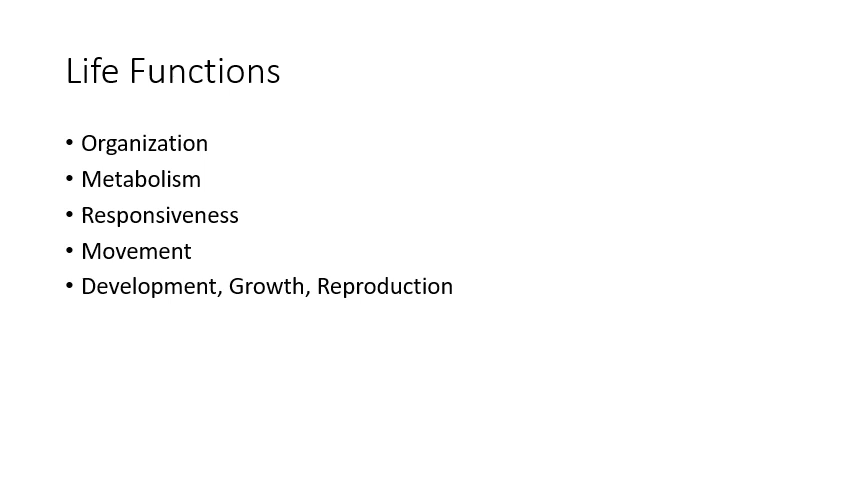 Life Functions
• Organization
• Metabolism
• Responsiveness
• Movement
• Development, Growth, Reproduction